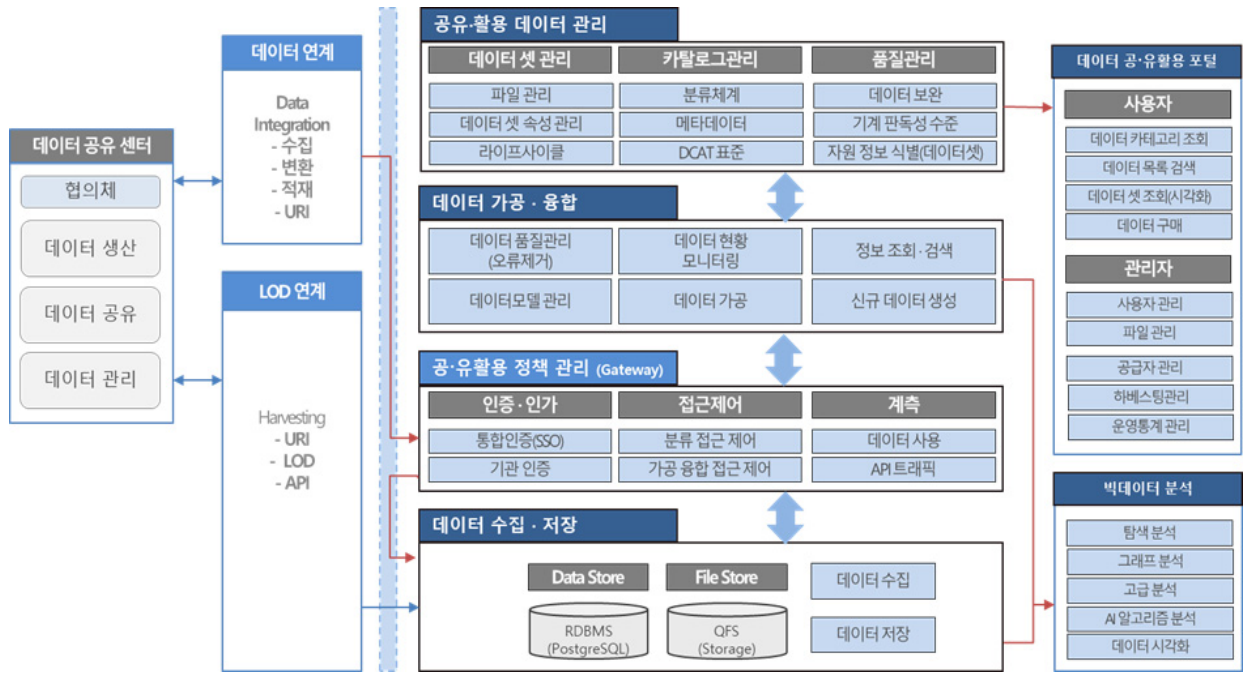 데이터 공유 센터
협의체
데이터 생산
데이터 공유
데이터 관리
데이터 연계
Data
Integration
- 수집
- 변환
- 적재
- URI
LOD 연계
Harvesting
- URI
- LOD
- API
공유·활용 데이터 관리
데이터 셋 관리
카탈로그관리
품질관리
파일 관리
분류체계
데이터 보완
데이터 셋 속성 관리
메타데이터
기계 판독성 수준
라이프사이클
DCAT 표준
자원 정보 식별(데이터셋)
데이터 가공 · 융합
데이터 품질관리
(오류제거)
데이터 현황
모니터링
정보 조회 · 검색
데이터모델 관리
데이터 가공
신규 데이터 생성
공·유활용 정책 관리 (Gateway)
인증 · 인가
접근제어
계측
통합인증(SSO)
분류 접근 제어
데이터 사용
기관 인증
가공 융합 접근 제어
API 트래픽
데이터 수집 · 저장
Data Store
File Store
데이터 수집
RDBMS
(PostgreSQL)
QFS
(Storage)
데이터 저장
데이터 공·유활용 포털
사용자
데이터 카테고리 조회
데이터 목록 검색
데이터 셋 조회(시각화)
데이터 구매
관리자
사용자 관리
파일 관리
공급자 관리
하베스팅관리
운영통계 관리
빅데이터 분석
탐색 분석
그래프 분석
고급 분석
AI 알고리즘 분석
데이터 시각화